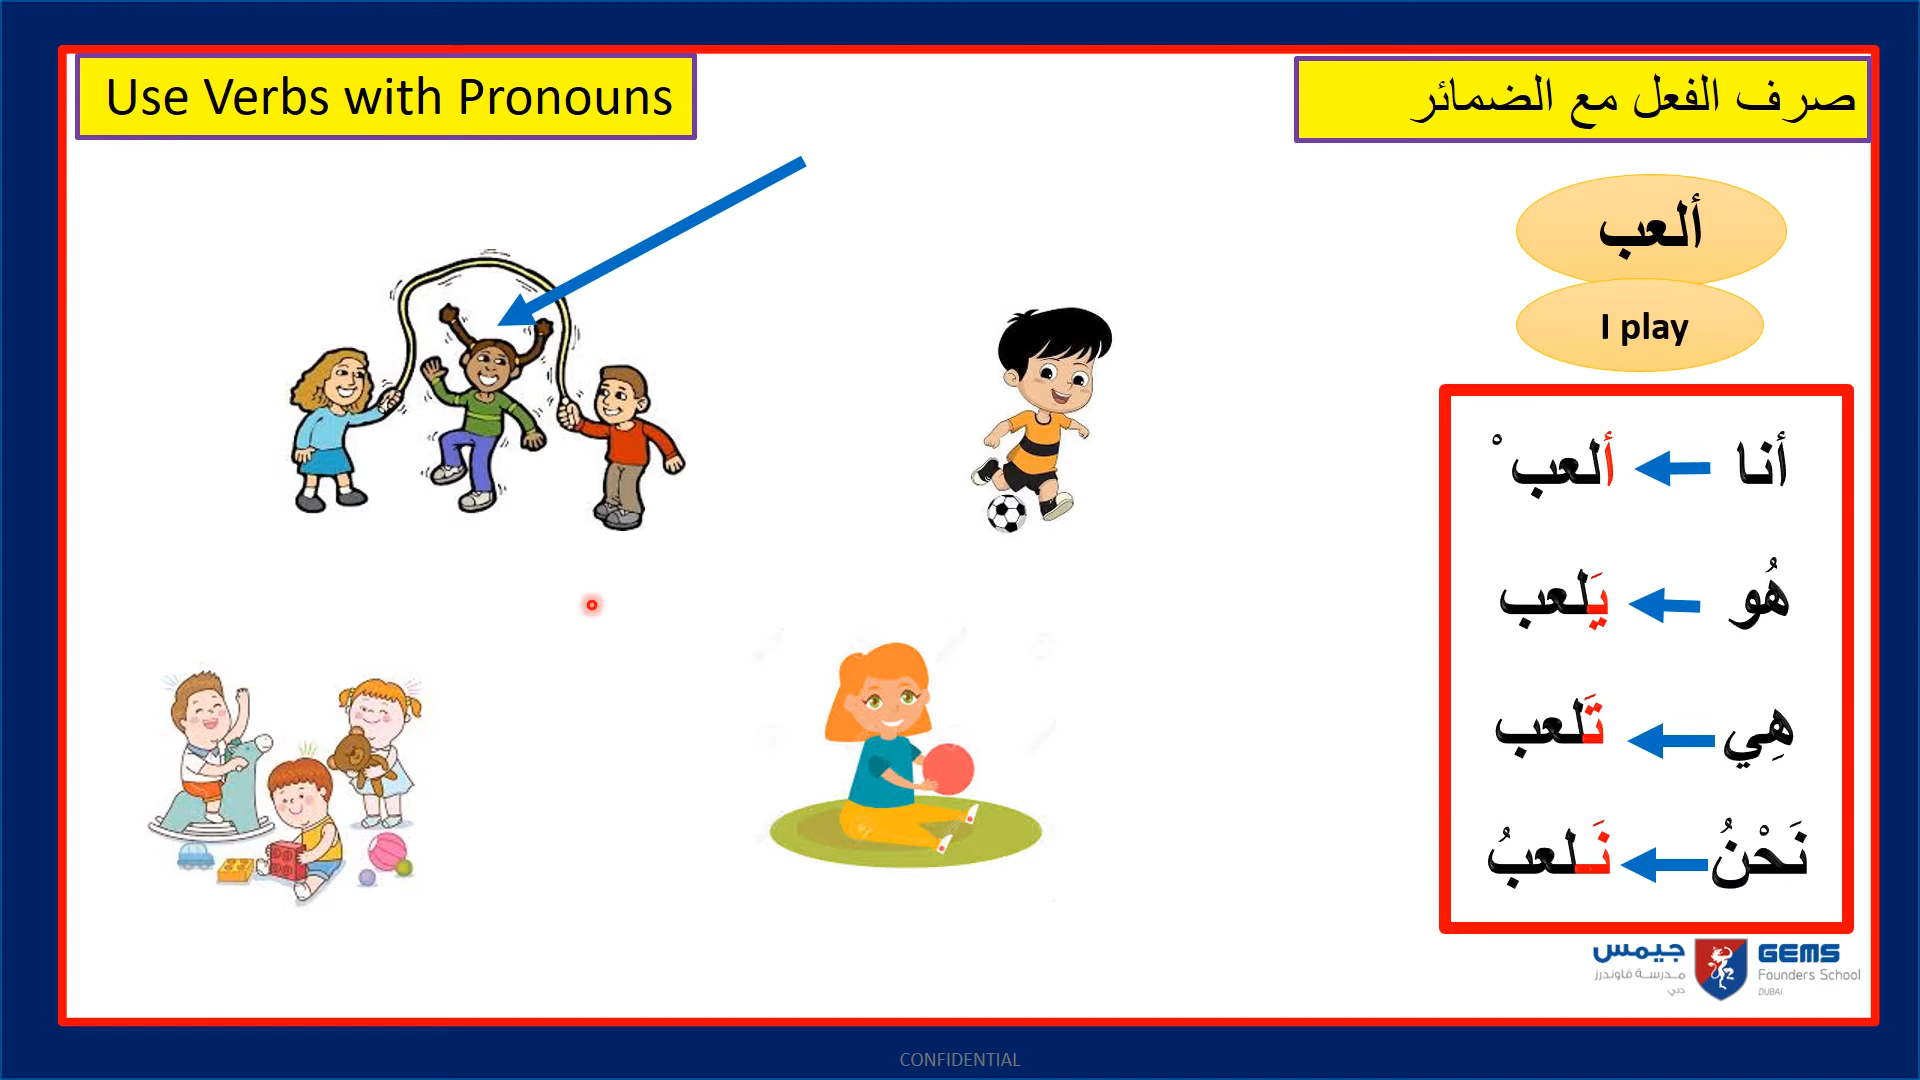 Use Verbs with Pronouns
صرف الفعل مع الضمائر
ألعب
I play
أنا ألعب ْ
هُو يَلعب
هِي تَلعب
نَحْنُ نَلعبُ
جيمس
مدرسة فاوندرز
دبي
GEMS
Founders School
DUBAI
CONFIDENTIAL